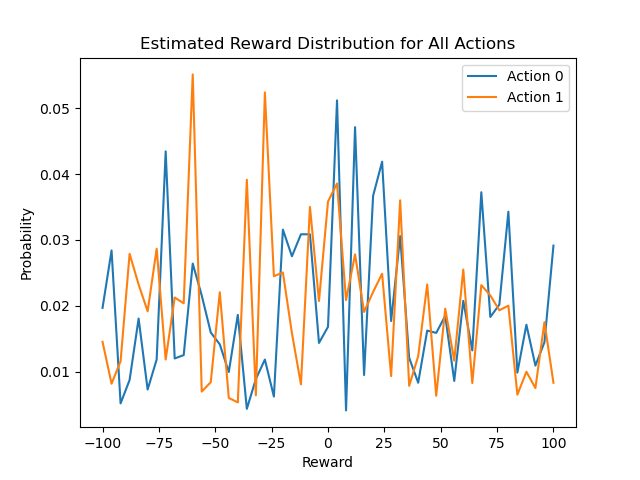 Estimated Reward Distribution for All Actions
Action 0
Action 1
0.05
0.04
0.03
0.02
0.01
Probability
−100
−75
−50
−25
0
25
50
75
100
Reward